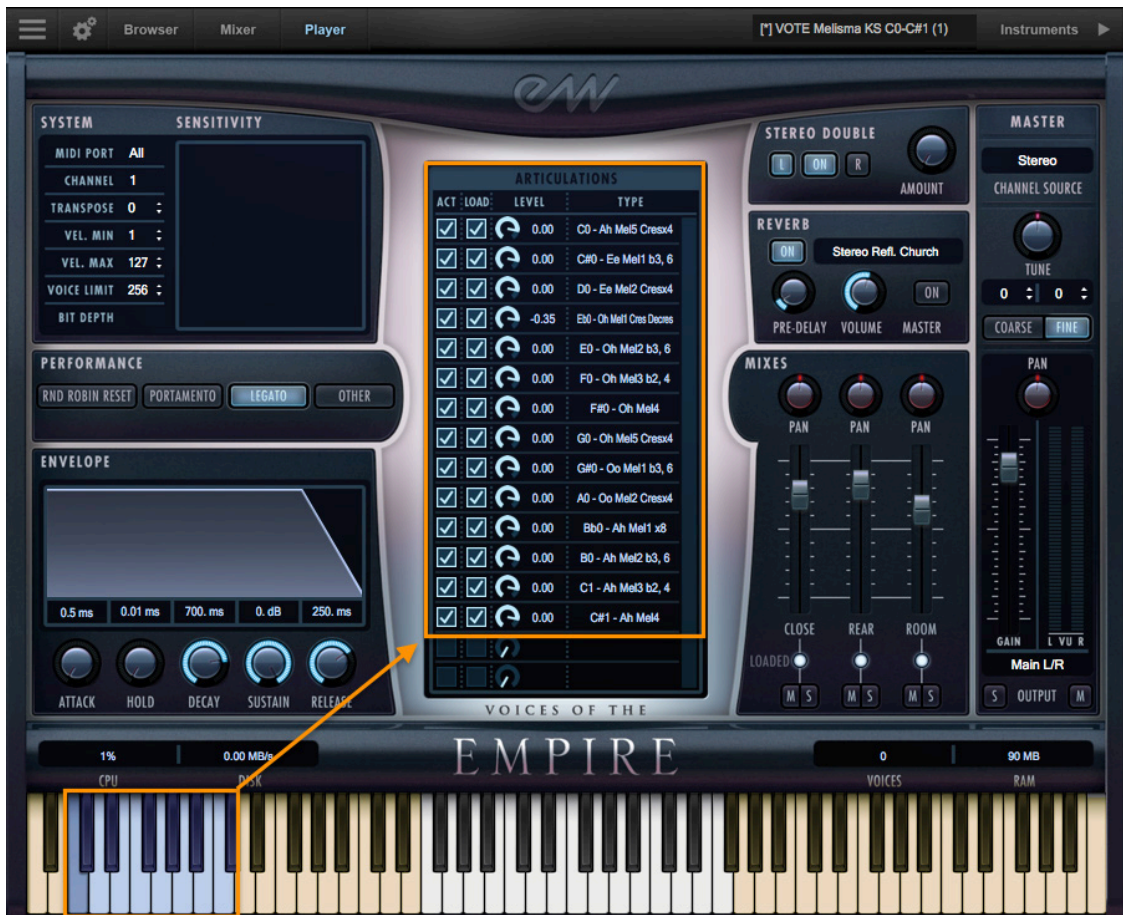 Browser Mixer Player [*] VOTE Melisma KS C0-C#1 (1) Instruments
SYSTEM SENSITIVITY
MIDI PORT All
CHANNEL 1
TRANSPOSE 0
VEL. MIN 1
VEL. MAX 127
VOICE LIMIT 256
BIT DEPTH
PERFORMANCE
RND ROBIN RESET PORTAMENTO LEGATO OTHER
ENVELOPE
0.5 ms 0.01 ms 700. ms 0. dB 250. ms
ATTACK HOLD DECAY SUSTAIN RELEASE
EW
ARTICULATIONS
ACT LOAD LEVEL TYPE
0.00 C0 - Ah Mel5 Cresx4
0.00 C#0 - Ee Mel1 b3, 6
0.00 D0 - Ee Mel2 Cresx4
-0.35 Eb0 - Oh Mel1 Cres Decres
0.00 E0 - Oh Mel2 b3, 6
0.00 F0 - Oh Mel3 b2, 4
0.00 F#0 - Oh Mel4
0.00 G0 - Oh Mel5 Cresx4
0.00 G#0 - Oo Mel1 b3, 6
0.00 A0 - Oo Mel2 Cresx4
0.00 Bb0 - Ah Mel1 x8
0.00 B0 - Ah Mel2 b3, 6
0.00 C1 - Ah Mel3 b2, 4
0.00 C#1 - Ah Mel4
VOICES OF THE
EMPIRE
STEREO DOUBLE
L ON R
AMOUNT
REVERB
ON Stereo Refl. Church
ON
PRE-DELAY VOLUME MASTER
MIXES
PAN PAN PAN
CLOSE REAR ROOM
LOADED
M S M S M S
MASTER
Stereo
CHANNEL SOURCE
TUNE
0 0
COARSE FINE
PAN
GAIN L VU R
Main L/R
S OUTPUT M
1% 0.00 MB/s 0 90 MB
CPU DISK VOICES RAM